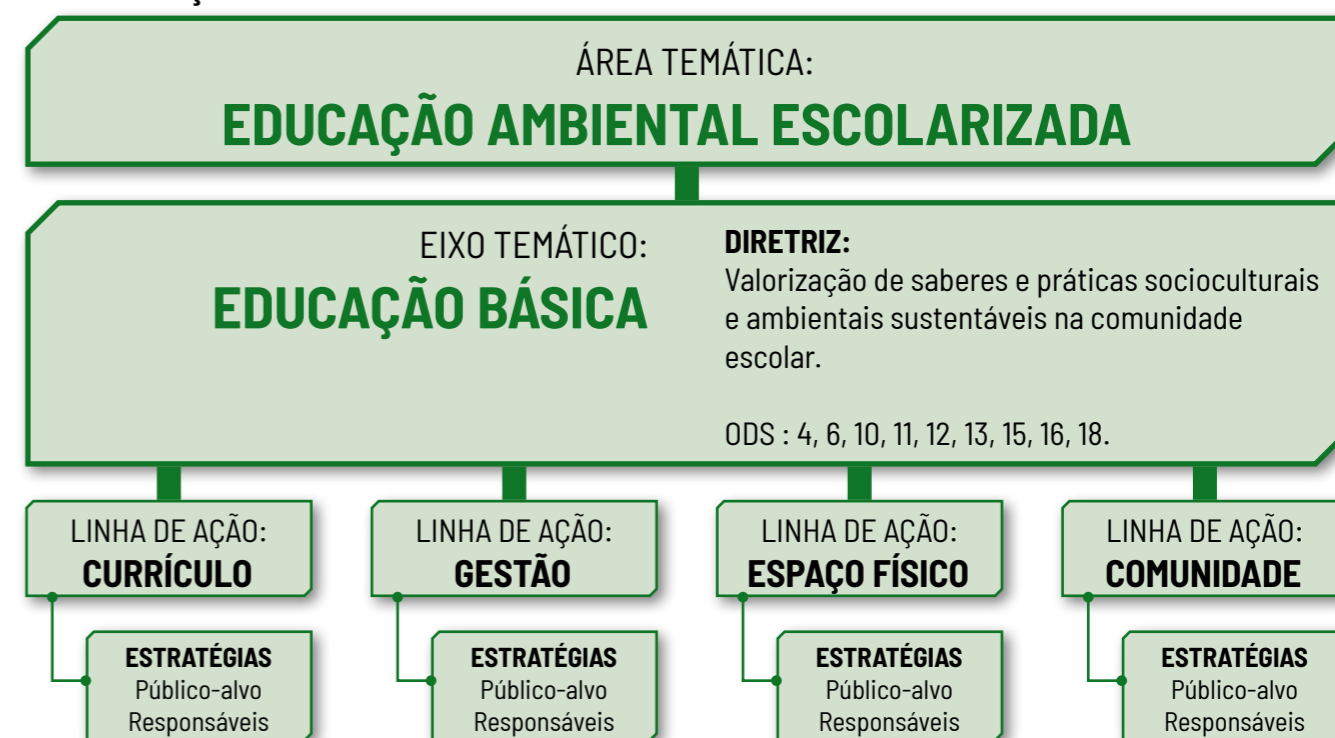 ÁREA TEMÁTICA:
EDUCAÇÃO AMBIENTAL ESCOLARIZADA
EIXO TEMÁTICO:
EDUCAÇÃO BÁSICA
DIRETRIZ:
Valorização de saberes e práticas socioculturais
e ambientais sustentáveis na comunidade
escolar.
ODS : 4, 6, 10, 11, 12, 13, 15, 16, 18.
LINHA DE AÇÃO:
CURRÍCULO
ESTRATÉGIAS
Público-alvo
Responsáveis
LINHA DE AÇÃO:
GESTÃO
ESTRATÉGIAS
Público-alvo
Responsáveis
LINHA DE AÇÃO:
ESPAÇO FÍSICO
ESTRATÉGIAS
Público-alvo
Responsáveis
LINHA DE AÇÃO:
COMUNIDADE
ESTRATÉGIAS
Público-alvo
Responsáveis